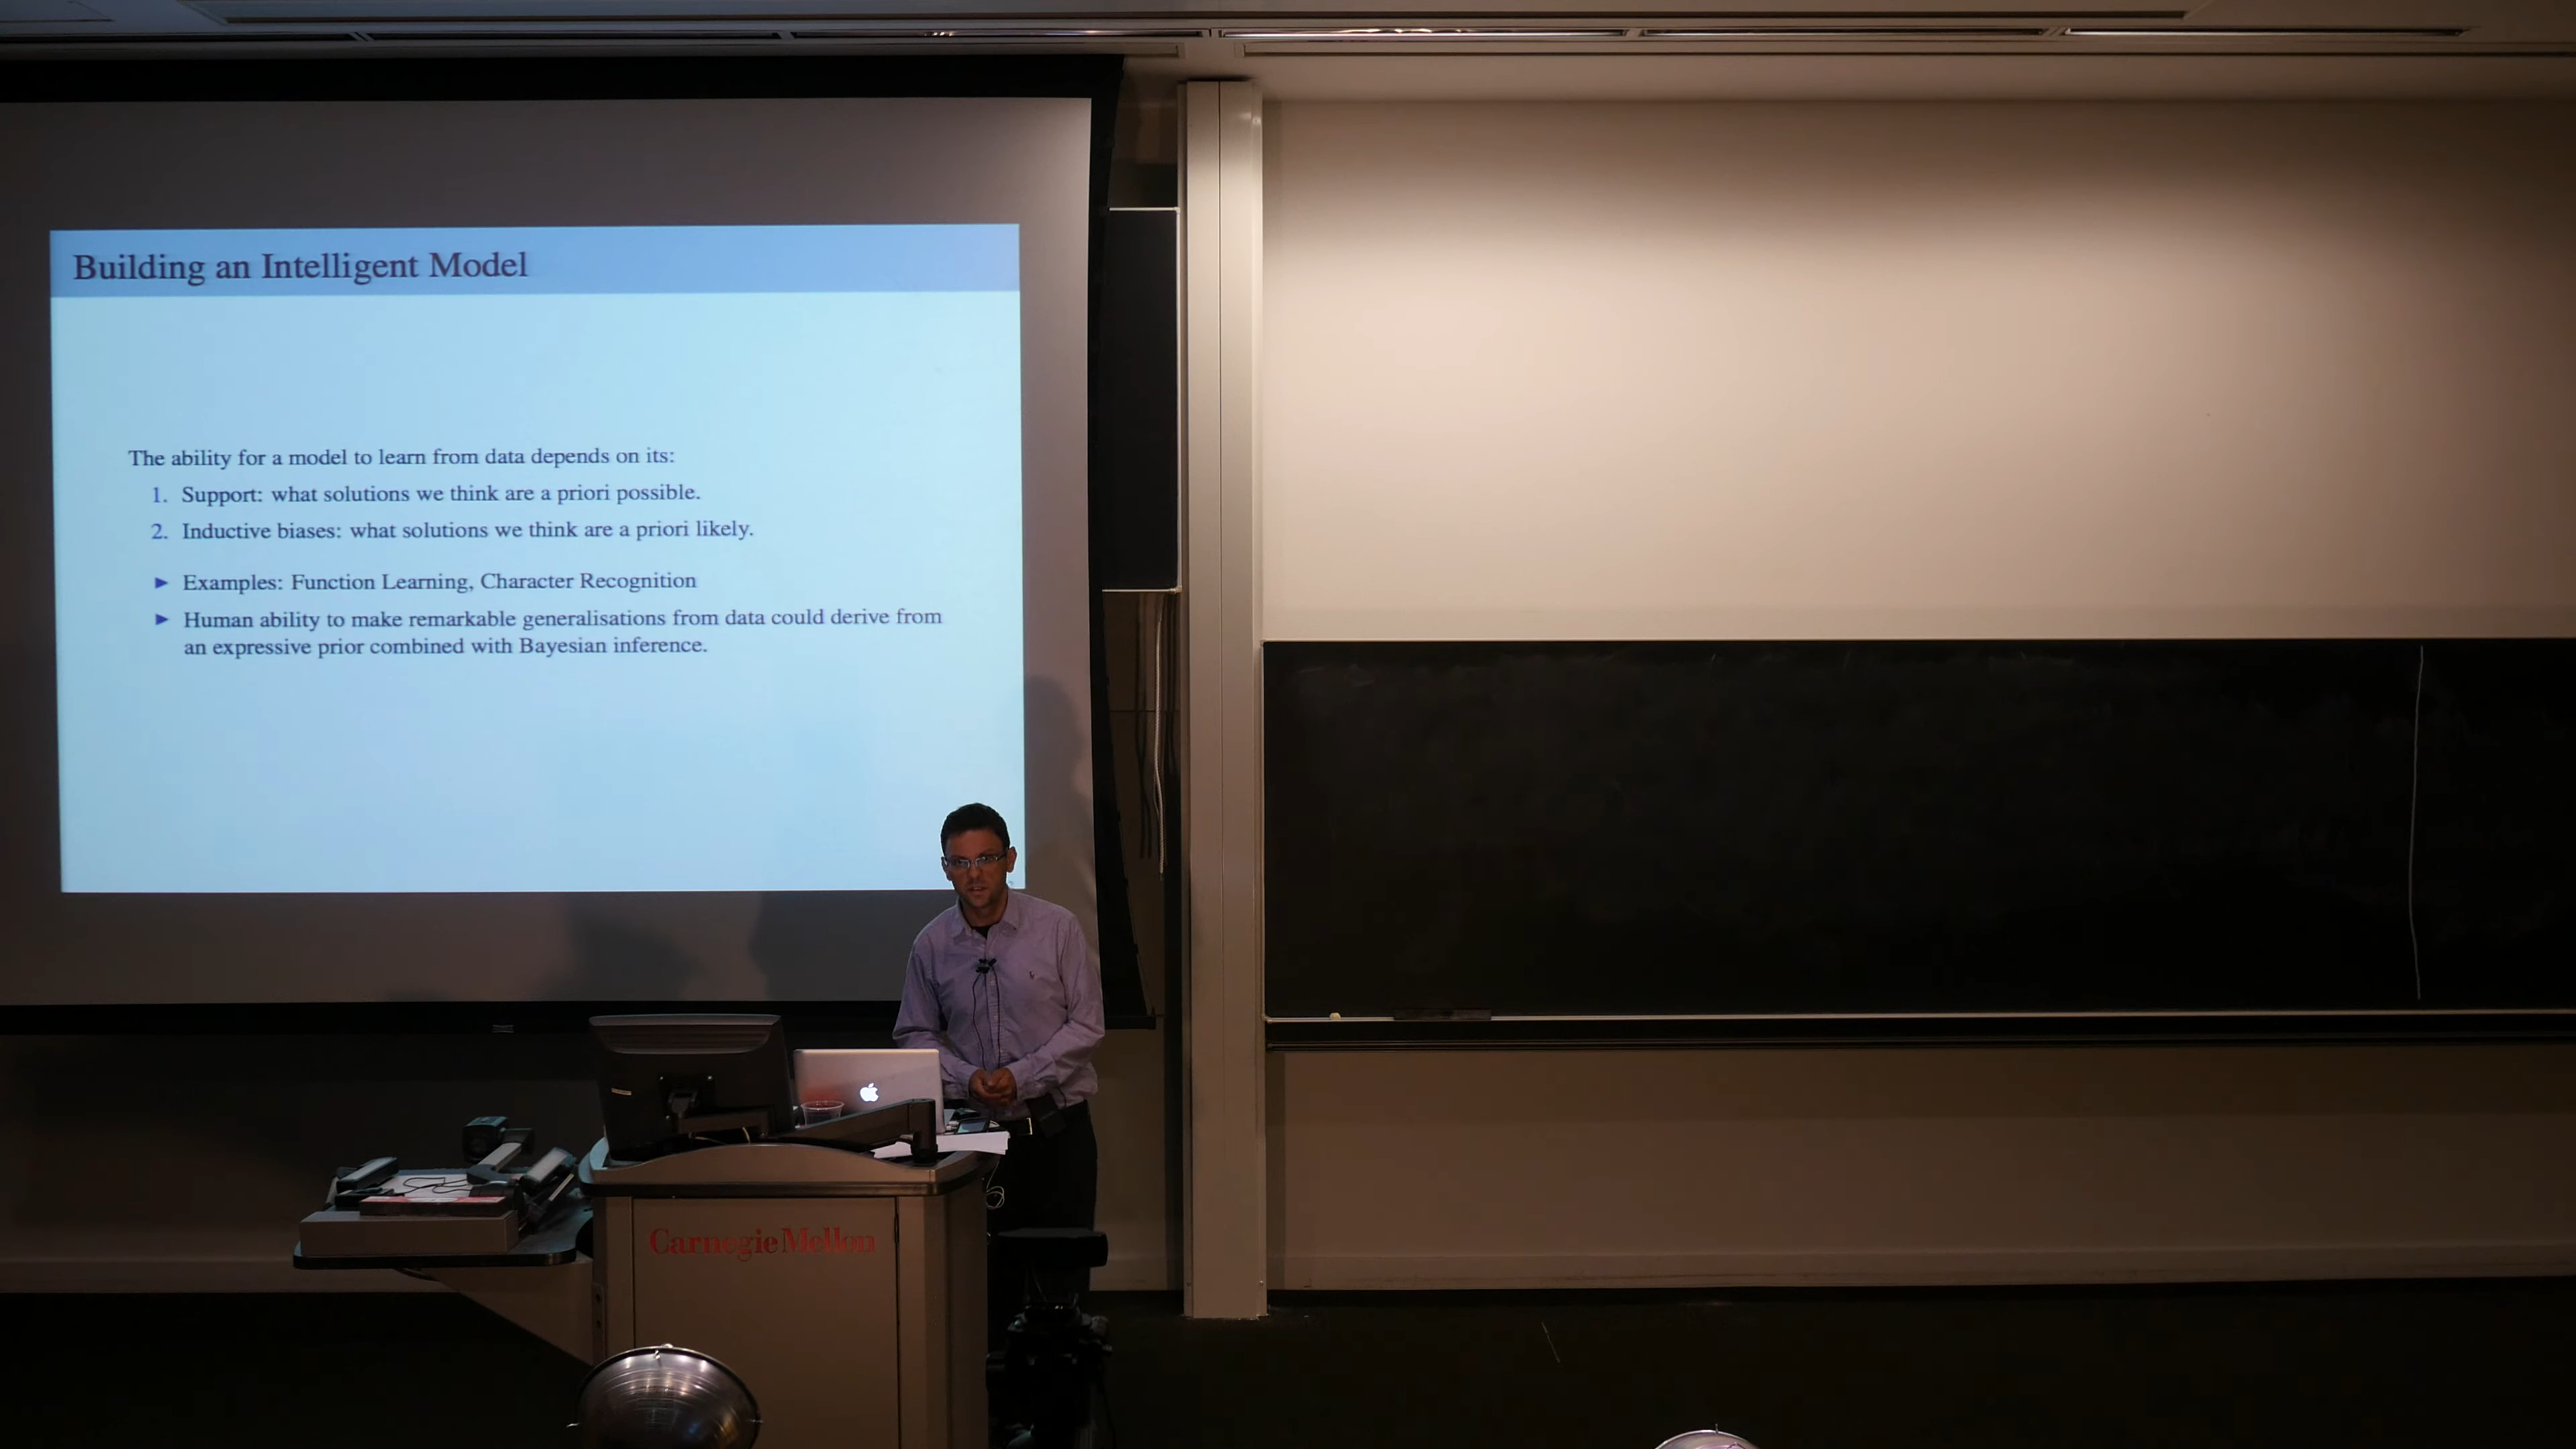 Building an Intelligent Model
The ability for a model to learn from data depends on its:
1. Support: what solutions we think are a priori possible.
2. Inductive biases: what solutions we think are a priori likely.
► Examples: Function Learning, Character Recognition
► Human ability to make remarkable generalisations from data could derive from
an expressive prior combined with Bayesian inference.
Carnegie Mellon